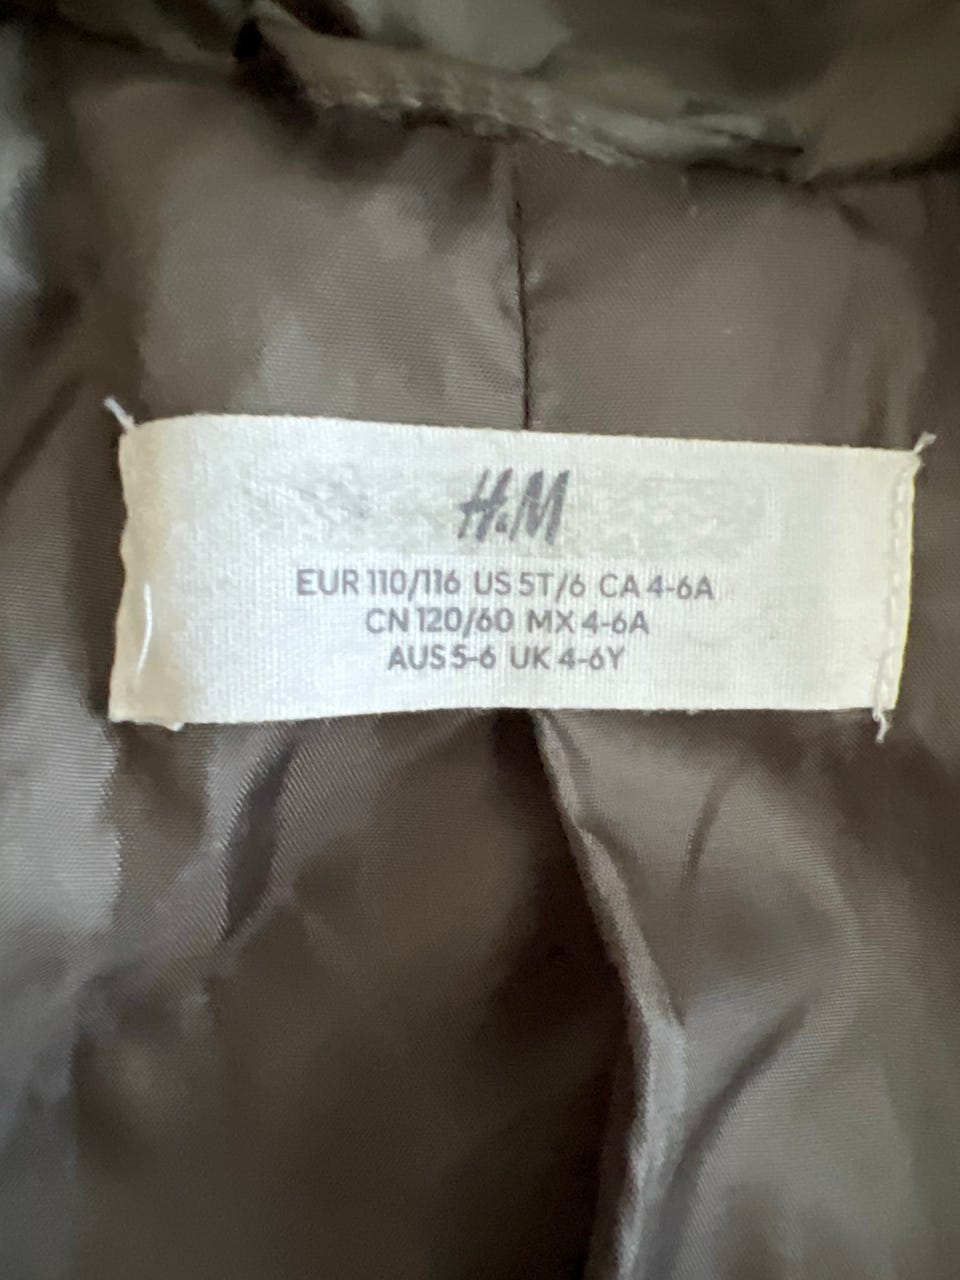 H&M
EUR 110/116 US 5T/6 CA 4-6A
CN 120/60 MX 4-6A
AUS 5-6 UK 4-6Y